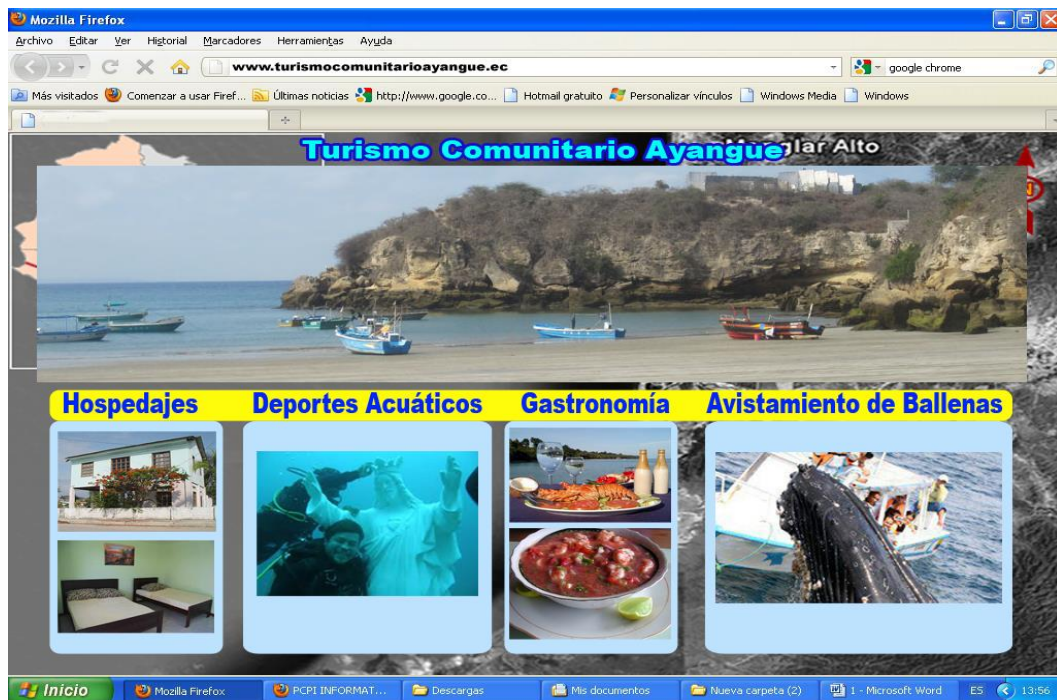 Mozilla Firefox
Archivo Editar Ver Historial Marcadores Herramientas Ayuda
www.turismocomunitarioayangue.ec
google chrome
Más visitados Comenzar a usar Firef... Últimas noticias http://www.google.co... Hotmail gratuito Personalizar vínculos Windows Media Windows
Turismo Comunitario Ayangue
glar Alto
N
Hospedajes Deportes Acuáticos Gastronomía Avistamiento de Ballenas
Inicio Mozilla Firefox PCPI INFORMAT... Descargas Mis documentos Nueva carpeta (2) 1 - Microsoft Word ES 13:56